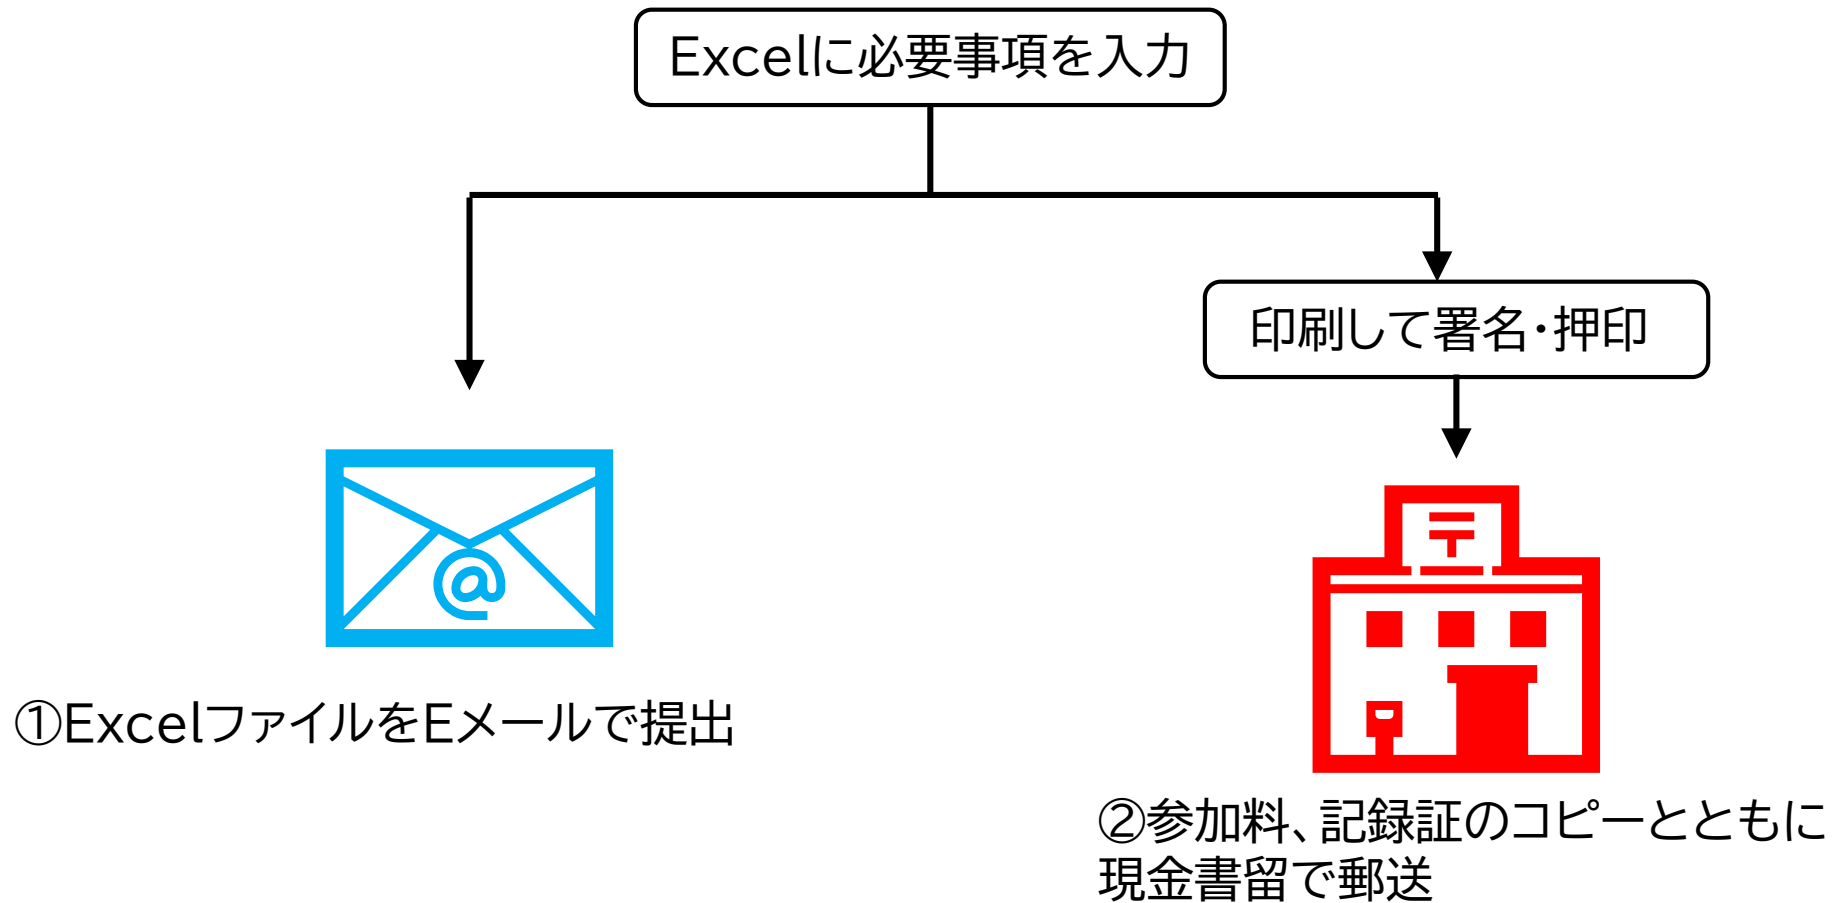 Excelに必要事項を入力
印刷して署名・押印
@
〒
①ExcelファイルをEメールで提出
②参加料、記録証のコピーとともに
現金書留で郵送